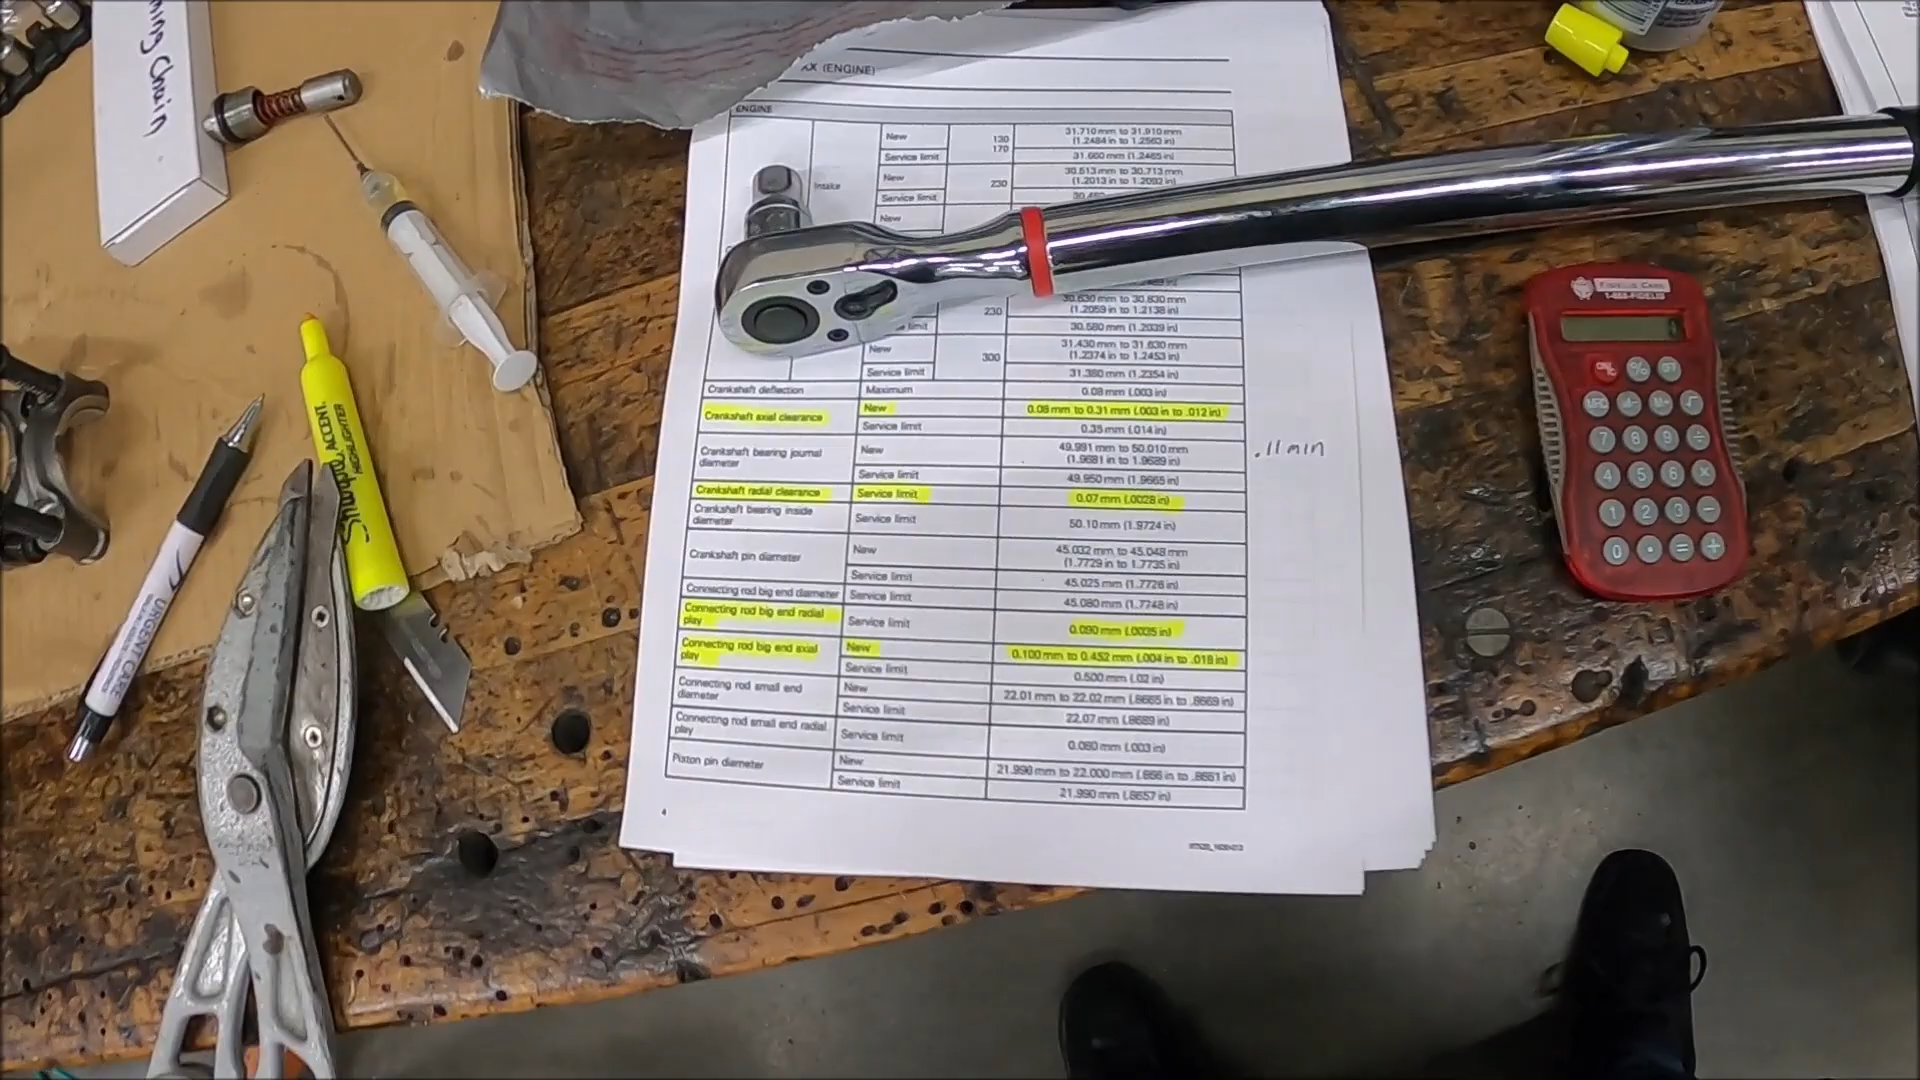 ming Chain
(ENGINE)
ENGINE
Intake
New
130
170
31.710 mm to 31.910 mm
(1.2484 in to 1.2563 in)
Service limit
31.660 mm (1.2465 in)
New
230
30.513 mm to 30.713 mm
(1.2013 in to 1.2092 in)
Service limit
New
230
30.630 mm to 30.830 mm
(1.2059 in to 1.2138 in)
limit
30.580 mm (1.2039 in)
New
300
31.430 mm to 31.630 mm
(1.2374 in to 1.2453 in)
Service limit
31.380 mm (1.2354 in)
Crankshaft deflection
Maximum
0.08 mm (.003 in)
Crankshaft axial clearance
New
0.08 mm to 0.31 mm (.003 in to .012 in)
Service limit
0.35 mm (.014 in)
.11 min
Crankshaft bearing journal
diameter
New
49.991 mm to 50.010 mm
(1.9681 in to 1.9689 in)
Service limit
49.950 mm (1.9665 in)
Crankshaft radial clearance
Service limit
0.07 mm (.0028 in)
Crankshaft bearing inside
diameter
Service limit
50.10 mm (1.9724 in)
Crankshaft pin diameter
New
45.032 mm to 45.048 mm
(1.7729 in to 1.7735 in)
Service limit
45.025 mm (1.7726 in)
Connecting rod big end diameter
Service limit
45.080 mm (1.7748 in)
Connecting rod big end radial
play
Service limit
0.090 mm (.0035 in)
Connecting rod big end axial
play
New
0.100 mm to 0.452 mm (.004 in to .018 in)
Service limit
0.500 mm (.02 in)
Connecting rod small end
diameter
New
22.01 mm to 22.02 mm (.8665 in to .8669 in)
Service limit
22.07 mm (.8689 in)
Connecting rod small end radial
play
Service limit
0.080 mm (.003 in)
Piston pin diameter
New
21.996 mm to 22.000 mm (.866 in to .8661 in)
Service limit
21.990 mm (.8657 in)
4
Sharpie. ACCENT
HIGHLIGHTER
URGENT CARE
FIDELIS CARE
1-888-FIDELIS
ON/C
%
MRC
M-
M+
√
7
8
9
÷
4
5
6
×
1
2
3
−
0
•
=
+